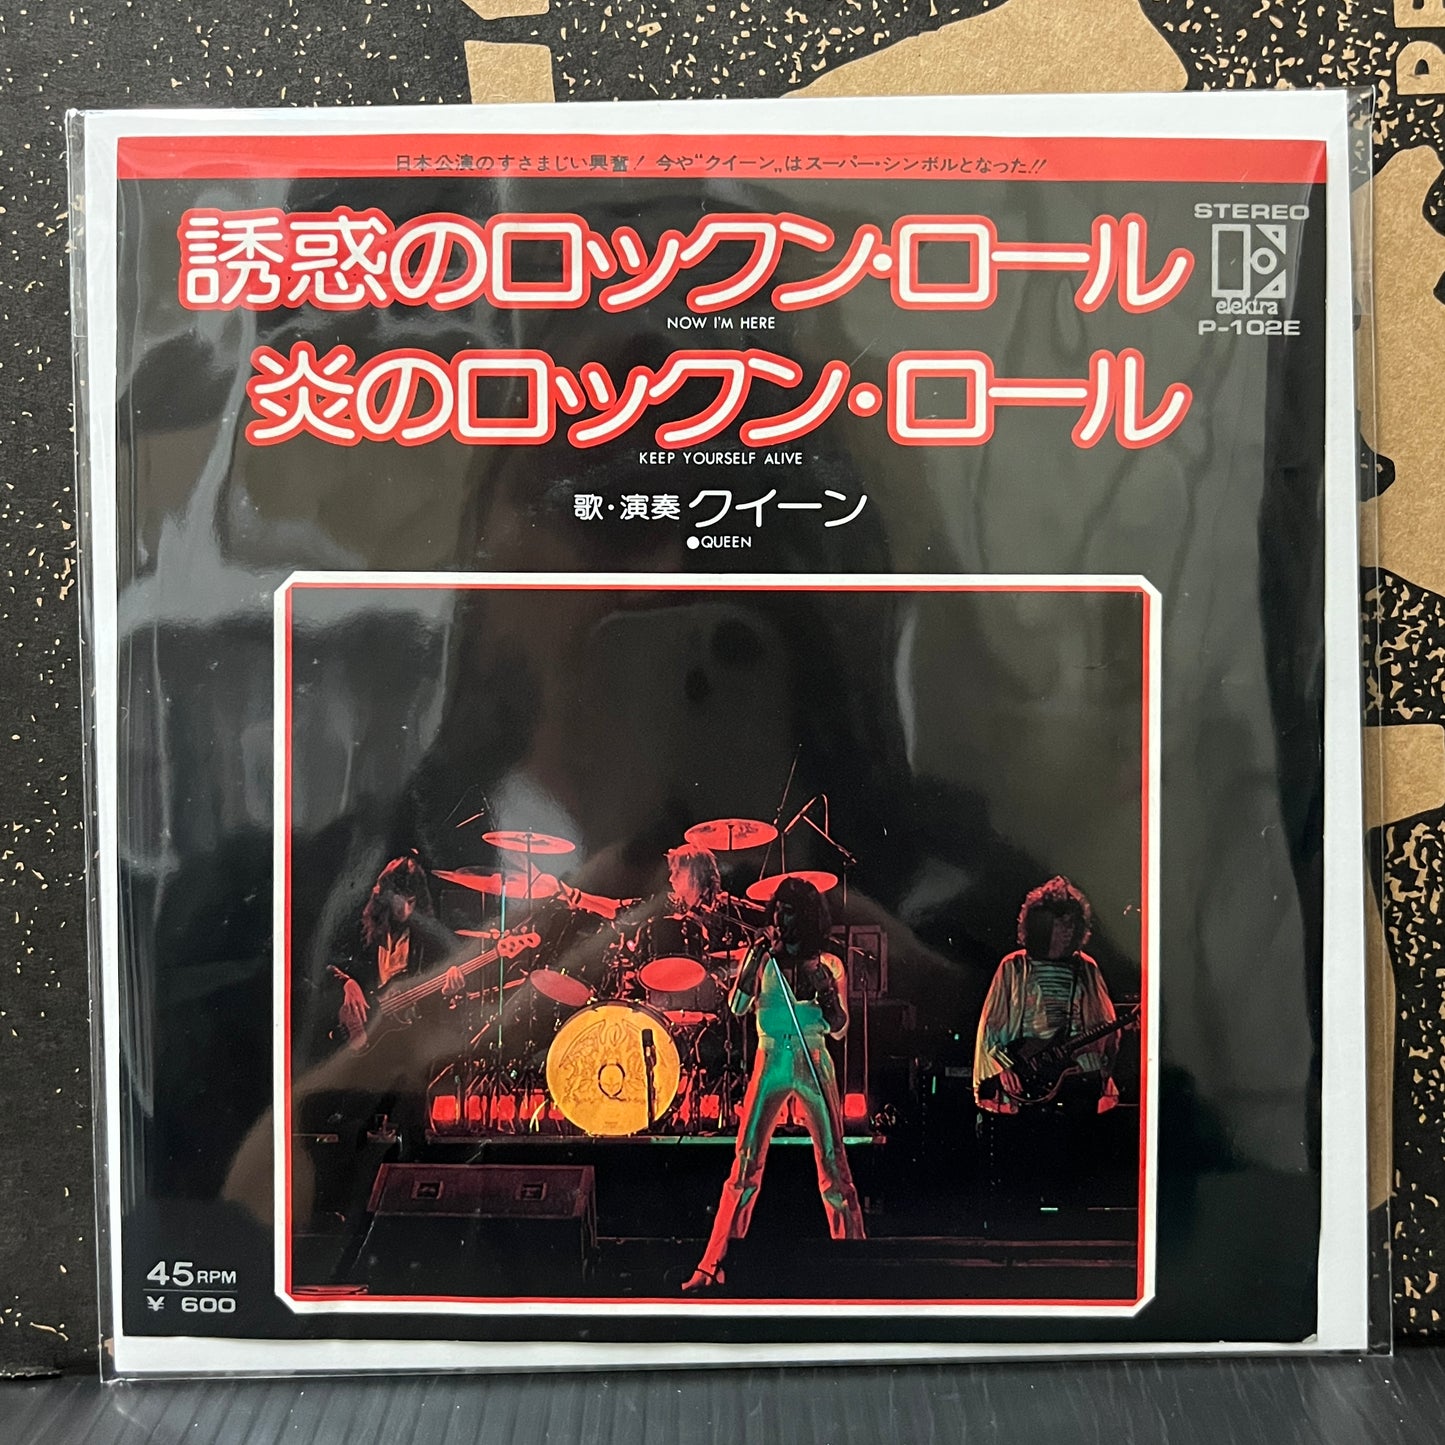 日本公演のすさまじい興奮! 今や"クイーン„はスーパー・シンボルとなった!!
誘惑のロックン・ロール
NOW I'M HERE
STEREO
elektra
P-102E
炎のロックン・ロール
KEEP YOURSELF ALIVE
歌・演奏 クイーン
●QUEEN
45RPM
¥ 600